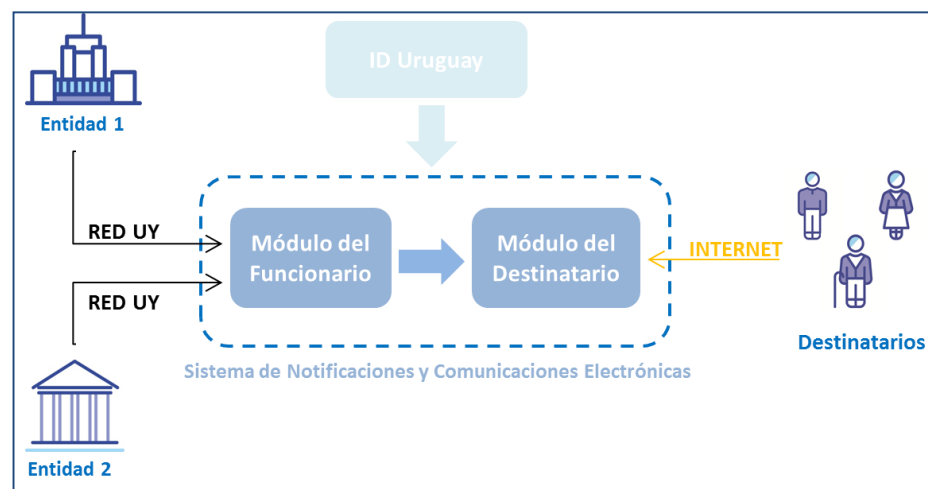 ID Uruguay
Entidad 1
RED UY
Módulo del
Funcionario
Módulo del
Destinatario
INTERNET
RED UY
Destinatarios
Sistema de Notificaciones y Comunicaciones Electrónicas
Entidad 2